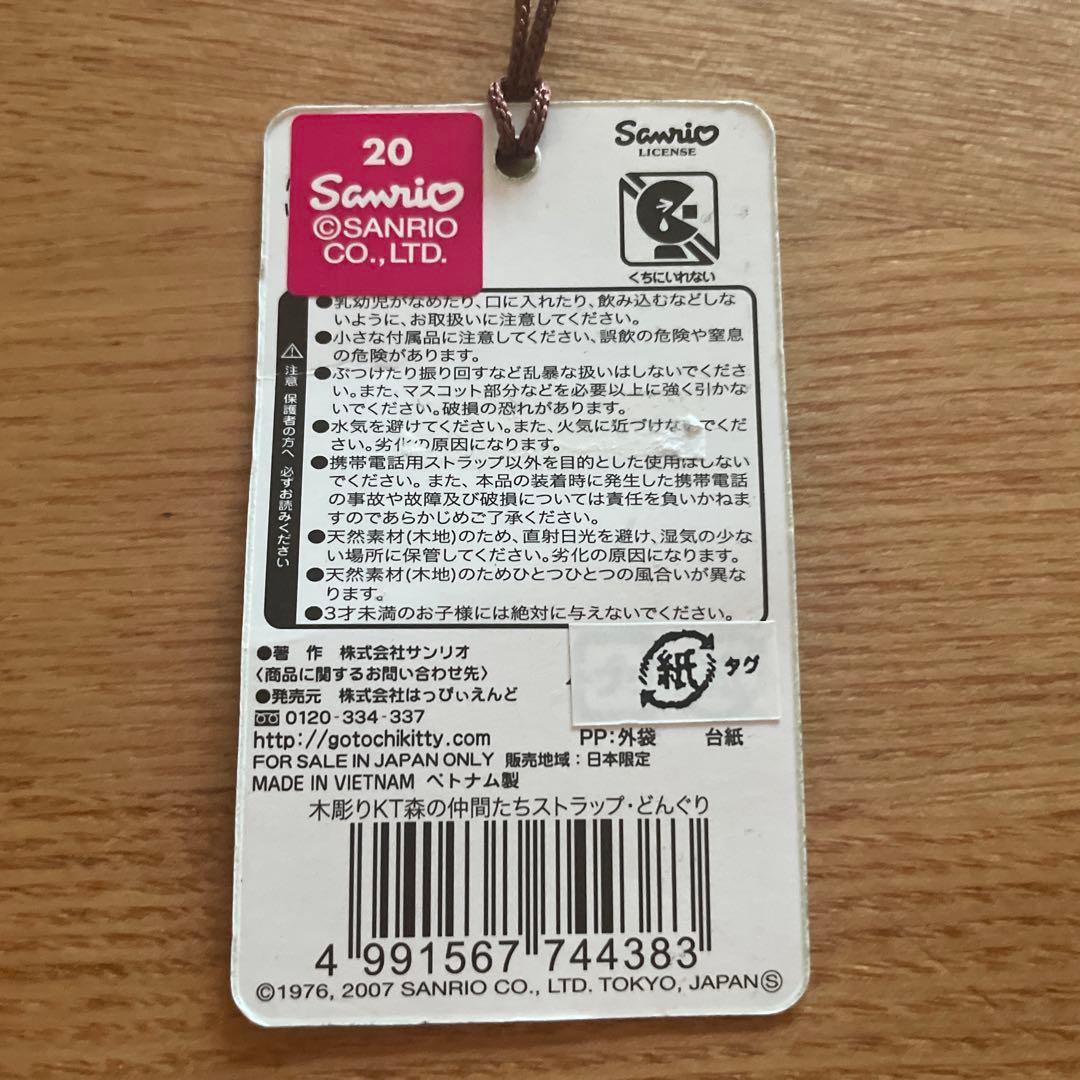 20
Sanrio
©SANRIO
CO., LTD.
Sanrio
LICENSE
くちにいれない
⚠注意 保護者の方へ 必ずお読みください
●乳幼児がなめたり、口に入れたり、飲み込むなどしな
いように、お取扱いに注意してください。
●小さな付属品に注意してください、誤飲の危険や窒息
の危険があります。
●ぶつけたり振り回すなど乱暴な扱いはしないでくださ
い。また、マスコット部分などを必要以上に強く引かな
いでください。破損の恐れがあります。
●水気を避けてください。また、火気に近づけないでくだ
さい。劣化の原因になります。
●携帯電話用ストラップ以外を目的とした使用はしない
でください。また、本品の装着時に発生した携帯電話
の事故や故障及び破損については責任を負いかねま
すのであらかじめご了承ください。
●天然素材(木地)のため、直射日光を避け、湿気の少な
い場所に保管してください。劣化の原因になります。
●天然素材(木地)のためひとつひとつの風合いが異な
ります。
●3才未満のお子様には絶対に与えないでください。
●著 作 株式会社サンリオ
〈商品に関するお問い合わせ先〉
●発売元 株式会社はっぴぃえんど
0120-334-337
http://gotochikitty.com
紙 タグ
PP:外袋 台紙
FOR SALE IN JAPAN ONLY 販売地域:日本限定
MADE IN VIETNAM ベトナム製
木彫りKT森の仲間たちストラップ・どんぐり
4 991567 744383
©1976, 2007 SANRIO CO., LTD. TOKYO, JAPAN Ⓢ